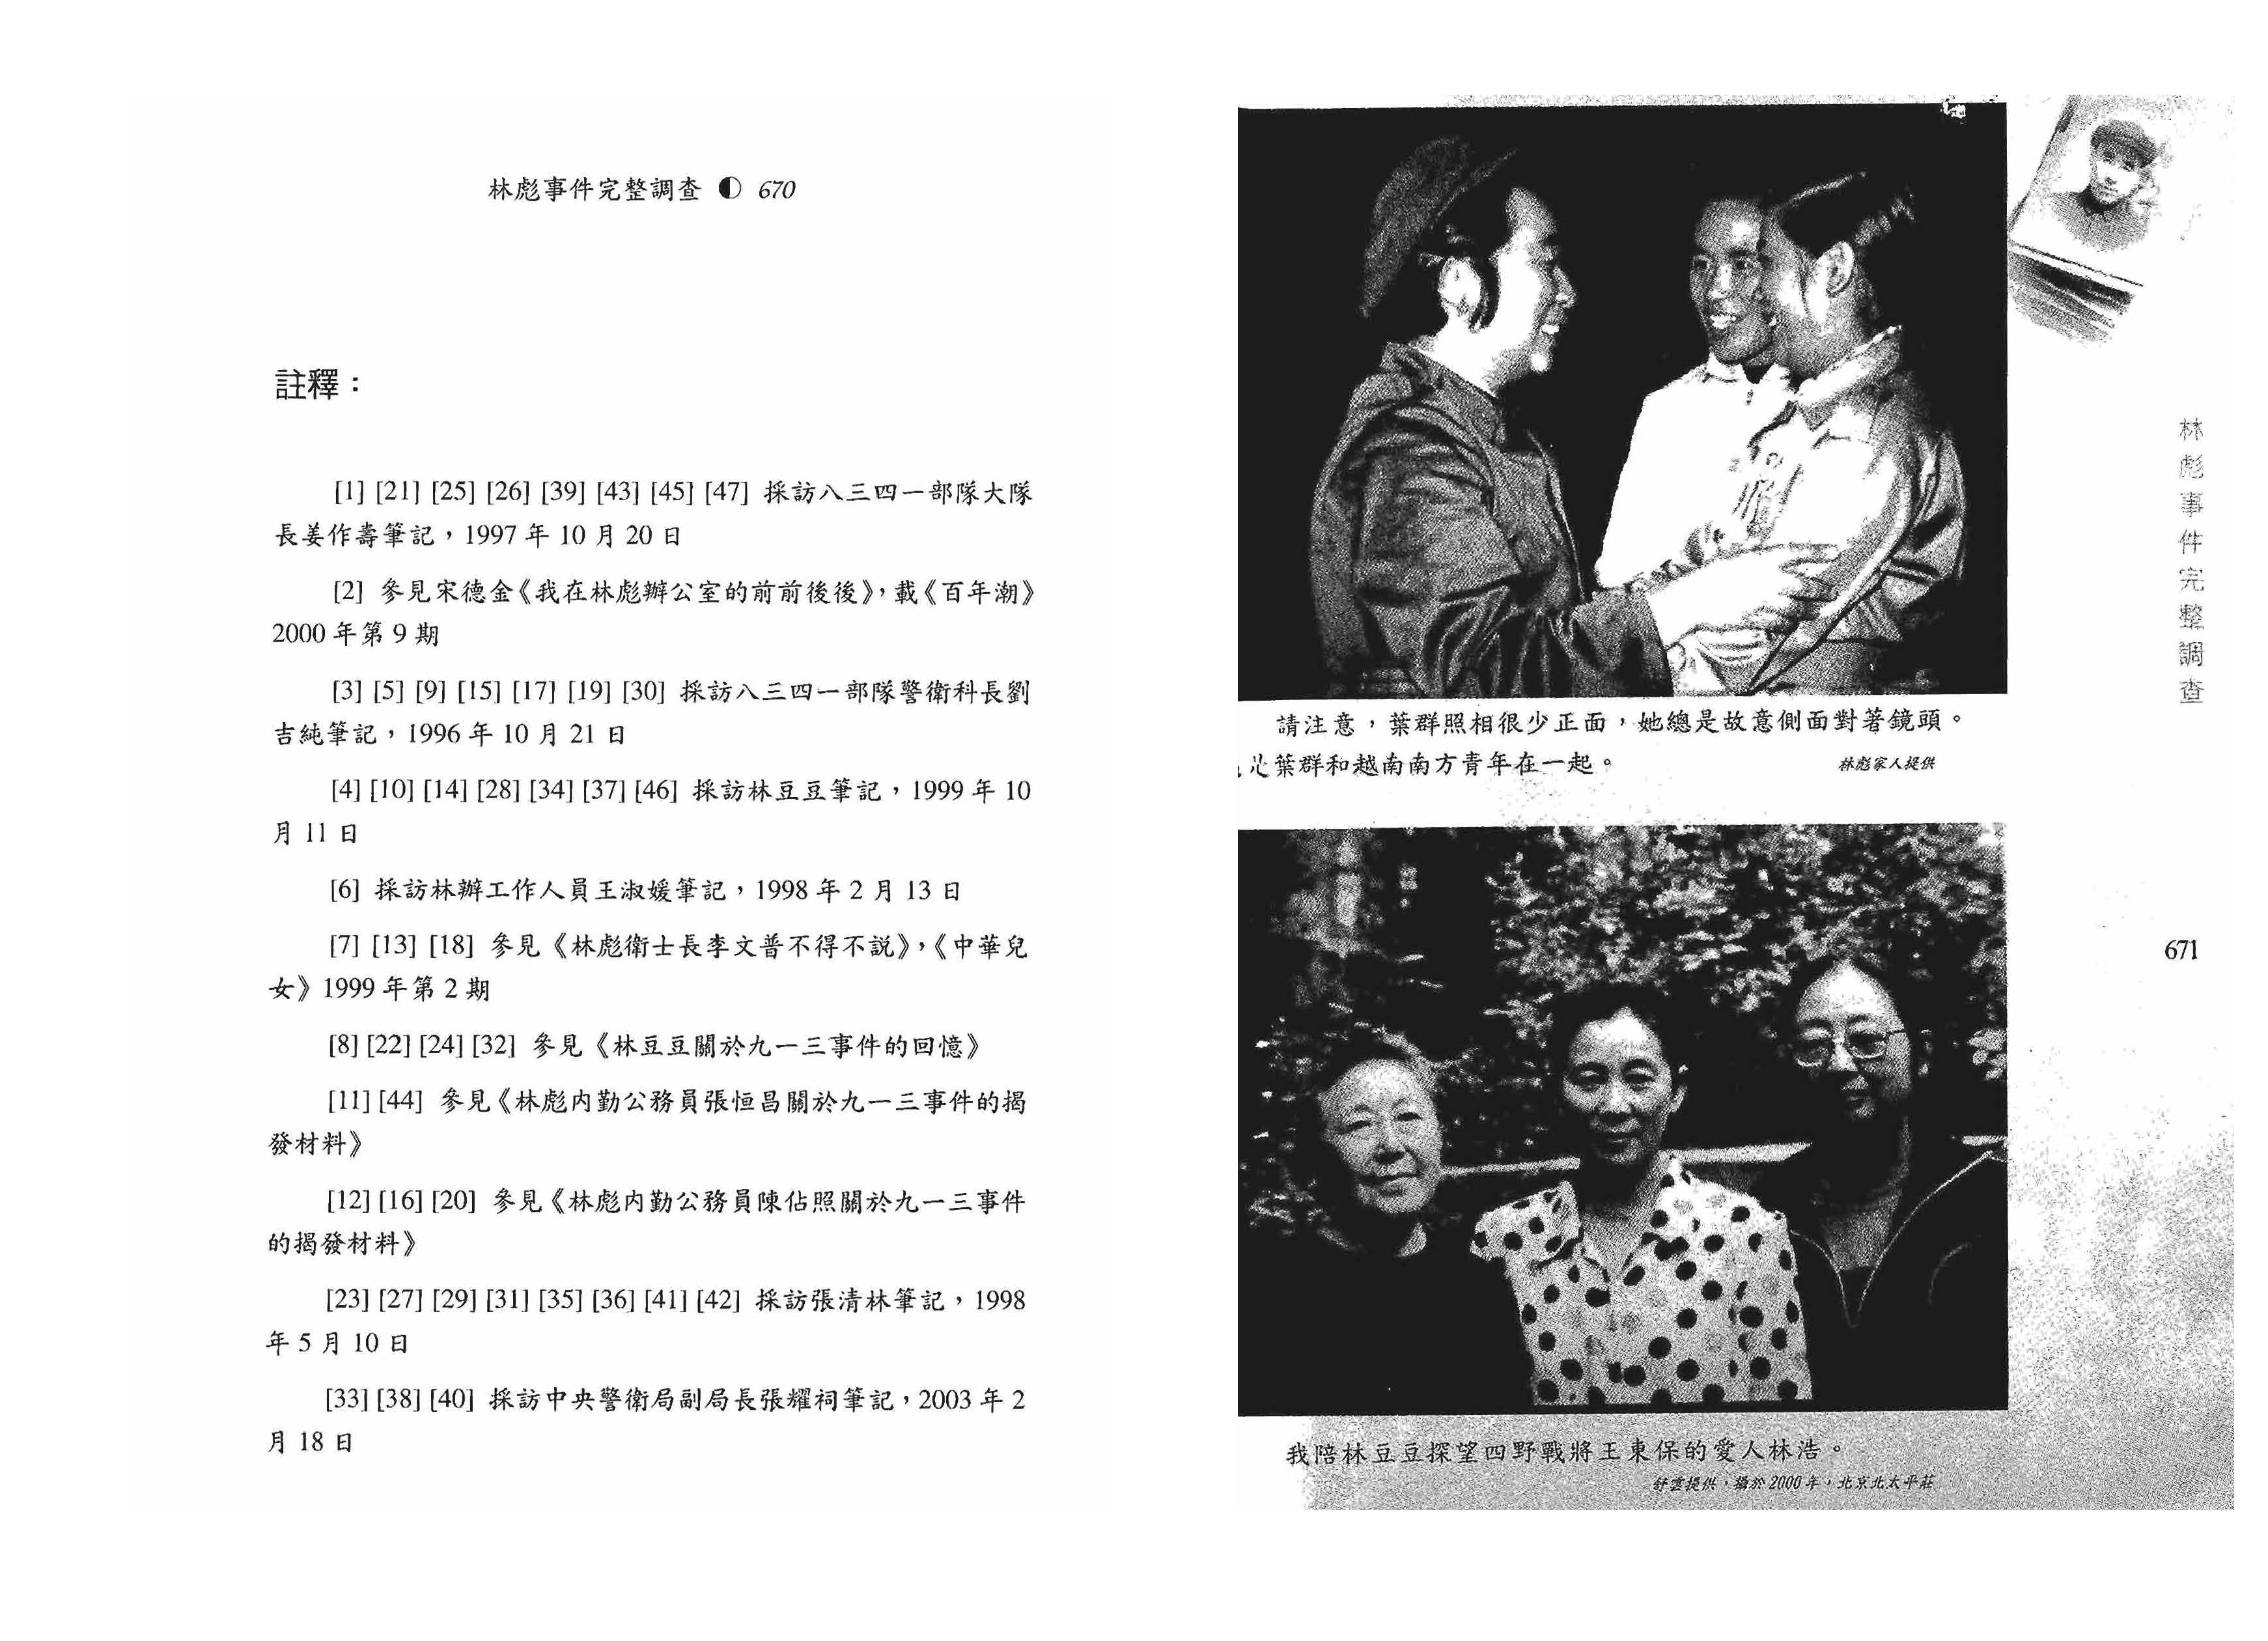 林彪事件完整調查 ◐ 670
註釋：
[1] [21] [25] [26] [39] [43] [45] [47] 採訪八三四一部隊大隊
長姜作壽筆記，1997 年 10 月 20 日
[2] 參見宋德金《我在林彪辦公室的前前後後》，載《百年潮》
2000 年第 9 期
[3] [5] [9] [15] [17] [19] [30] 採訪八三四一部隊警衛科長劉
吉純筆記，1996 年 10 月 21 日
[4] [10] [14] [28] [34] [37] [46] 採訪林豆豆筆記，1999 年 10
月 11 日
[6] 採訪林辦工作人員王淑媛筆記，1998 年 2 月 13 日
[7] [13] [18] 參見《林彪衛士長李文普不得不說》，《中華兒
女》1999 年第 2 期
[8] [22] [24] [32] 參見《林豆豆關於九一三事件的回憶》
[11] [44] 參見《林彪內勤公務員張恒昌關於九一三事件的揭
發材料》
[12] [16] [20] 參見《林彪內勤公務員陳佔照關於九一三事件
的揭發材料》
[23] [27] [29] [31] [35] [36] [41] [42] 採訪張清林筆記，1998
年 5 月 10 日
[33] [38] [40] 採訪中央警衛局副局長張耀祠筆記，2003 年 2
月 18 日
請注意，葉群照相很少正面，她總是故意側面對著鏡頭。
葉群和越南南方青年在一起。
林彪家人提供
林彪事件完整調查
671
我陪林豆豆探望四野戰將王東保的愛人林浩。
舒雲提供，攝於 2000 年，北京北太平莊